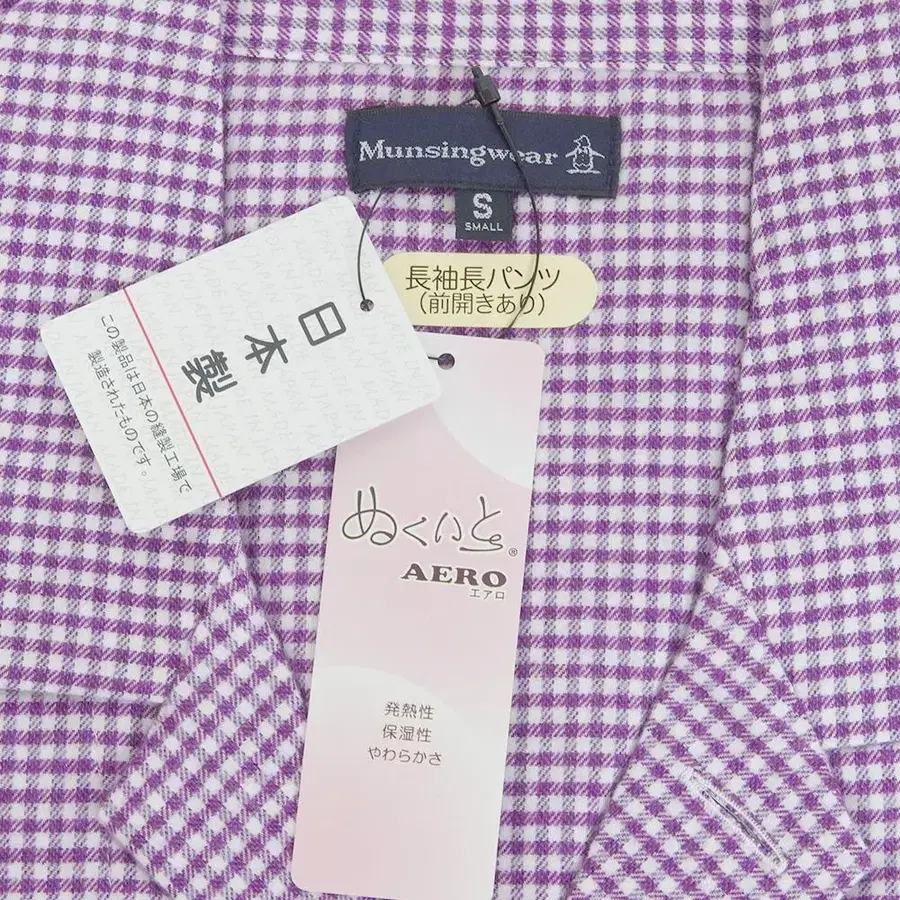 Munsingwear
S
SMALL
長袖長パンツ
(前開きあり)
日本製
この製品は日本の縫製工場で
製造されたものです。
ぬくいと®
AERO
エアロ
発熱性
保湿性
やわらかさ